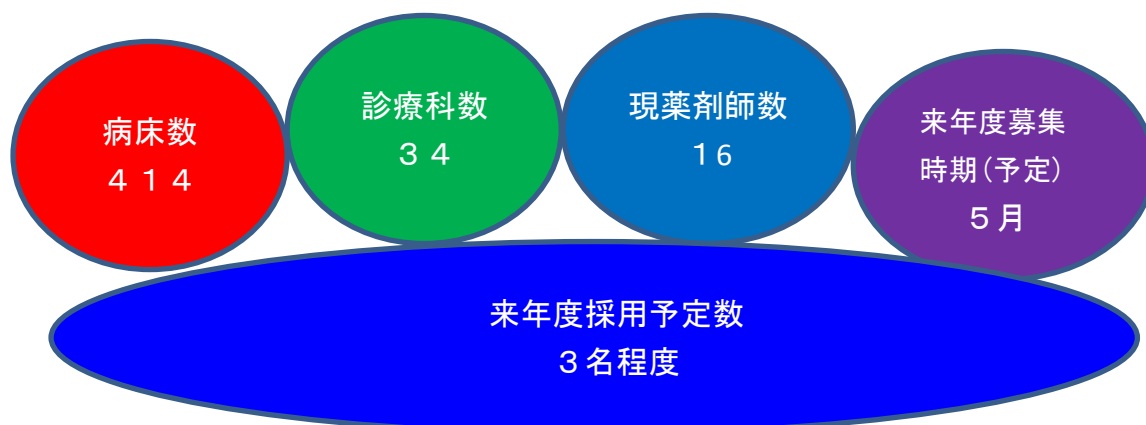 病床数
４１４
診療科数
３４
現薬剤師数
16
来年度募集
時期(予定)
５月
来年度採用予定数
３名程度